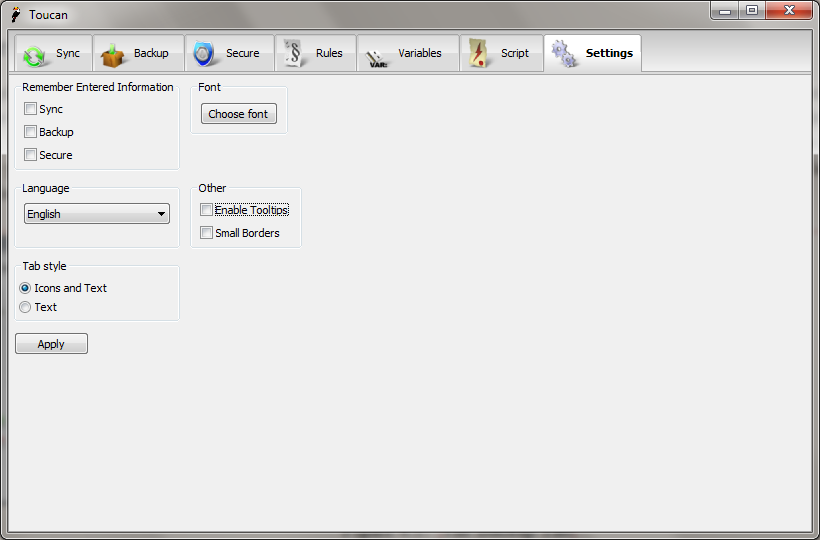 Toucan
Sync Backup Secure Rules Variables Script Settings
VAR:
Remember Entered Information
Sync
Backup
Secure
Font
Choose font
Language
English
Other
Enable Tooltips
Small Borders
Tab style
Icons and Text
Text
Apply